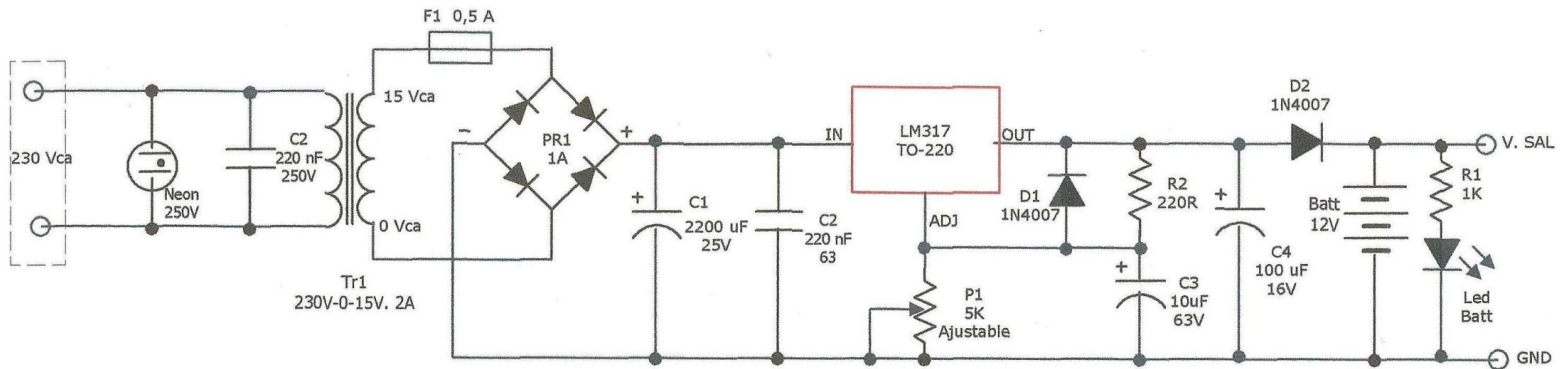 F1 0,5 A
230 Vca
Neon
250V
C2
220 nF
250V
15 Vca
0 Vca
Tr1
230V-0-15V. 2A
PR1
1A
-
+
+
C1
2200 uF
25V
C2
220 nF
63
IN
LM317
TO-220
OUT
ADJ
P1
5K
Ajustable
D1
1N4007
R2
220R
+
C3
10uF
63V
+
C4
100 uF
16V
D2
1N4007
Batt
12V
R1
1K
Led
Batt
V. SAL
GND